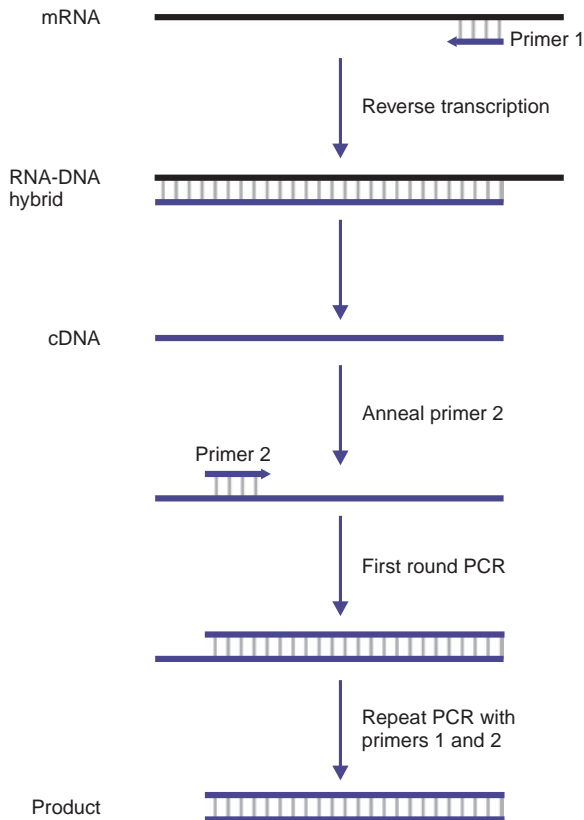 mRNA
Primer 1
Reverse transcription
RNA-DNA
hybrid
cDNA
Anneal primer 2
Primer 2
First round PCR
Repeat PCR with
primers 1 and 2
Product